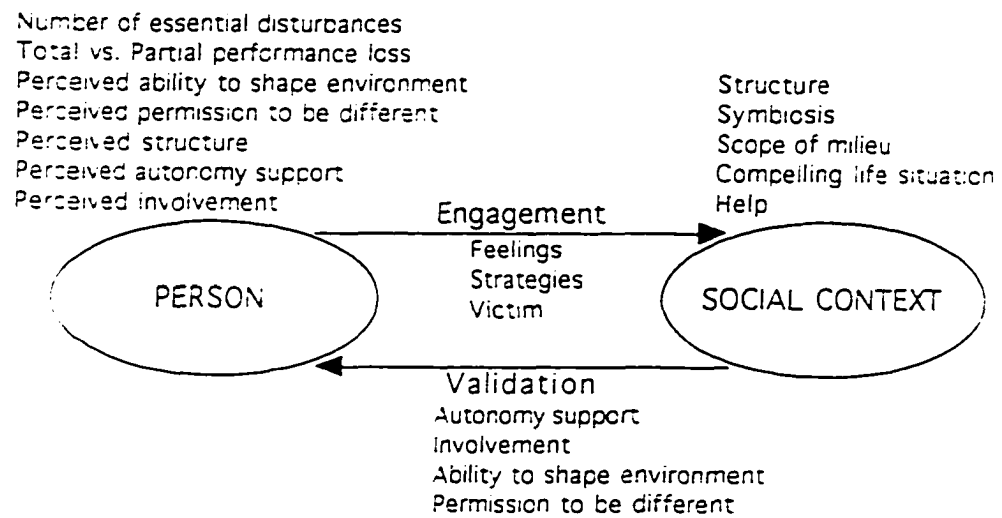 Number of essential disturbances
Total vs. Partial performance loss
Perceived ability to shape environment
Perceived permission to be different
Perceived structure
Perceived autonomy support
Perceived involvement
Structure
Symbiosis
Scope of milieu
Compelling life situation
Help
Engagement
Feelings
Strategies
Victim
PERSON
SOCIAL CONTEXT
Validation
Autonomy support
Involvement
Ability to shape environment
Permission to be different